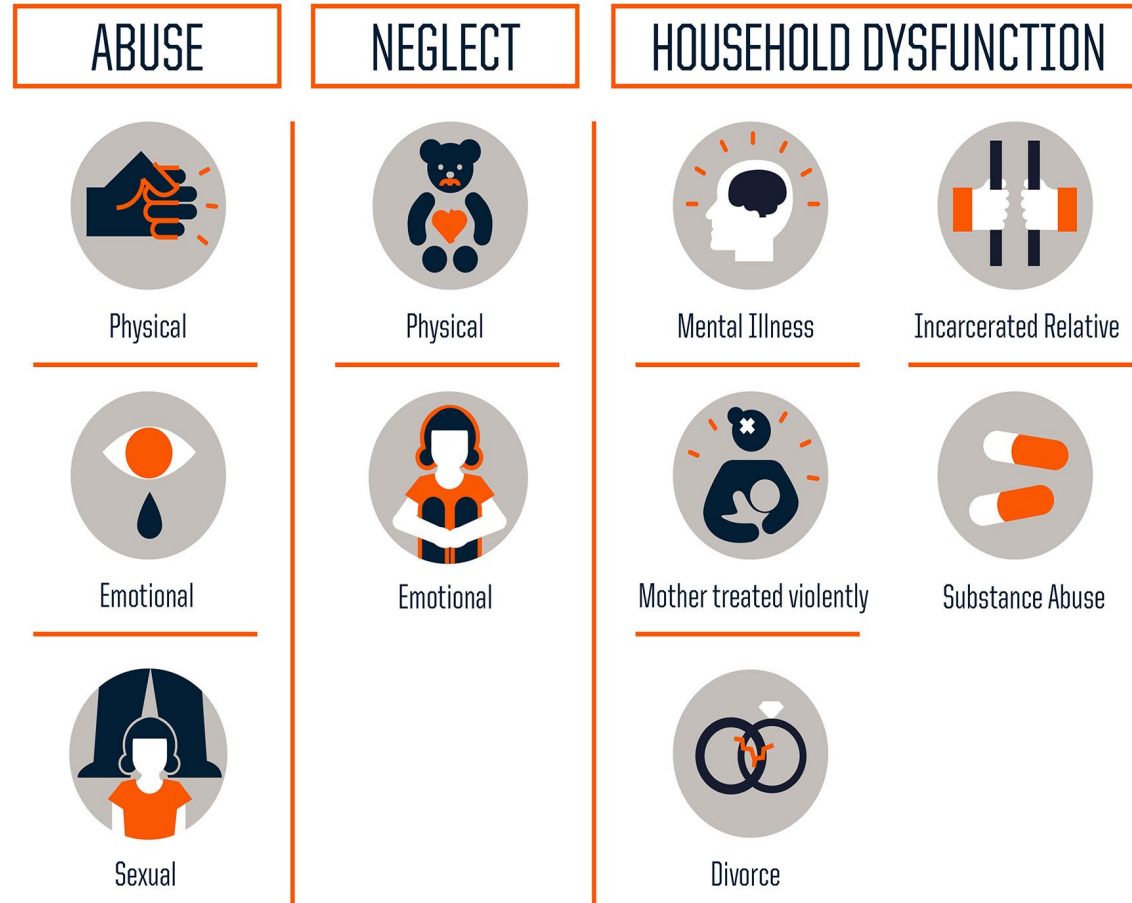 ABUSE
NEGLECT
HOUSEHOLD DYSFUNCTION
Physical
Physical
Mental Illness
Incarcerated Relative
Emotional
Emotional
Mother treated violently
Substance Abuse
Sexual
Divorce